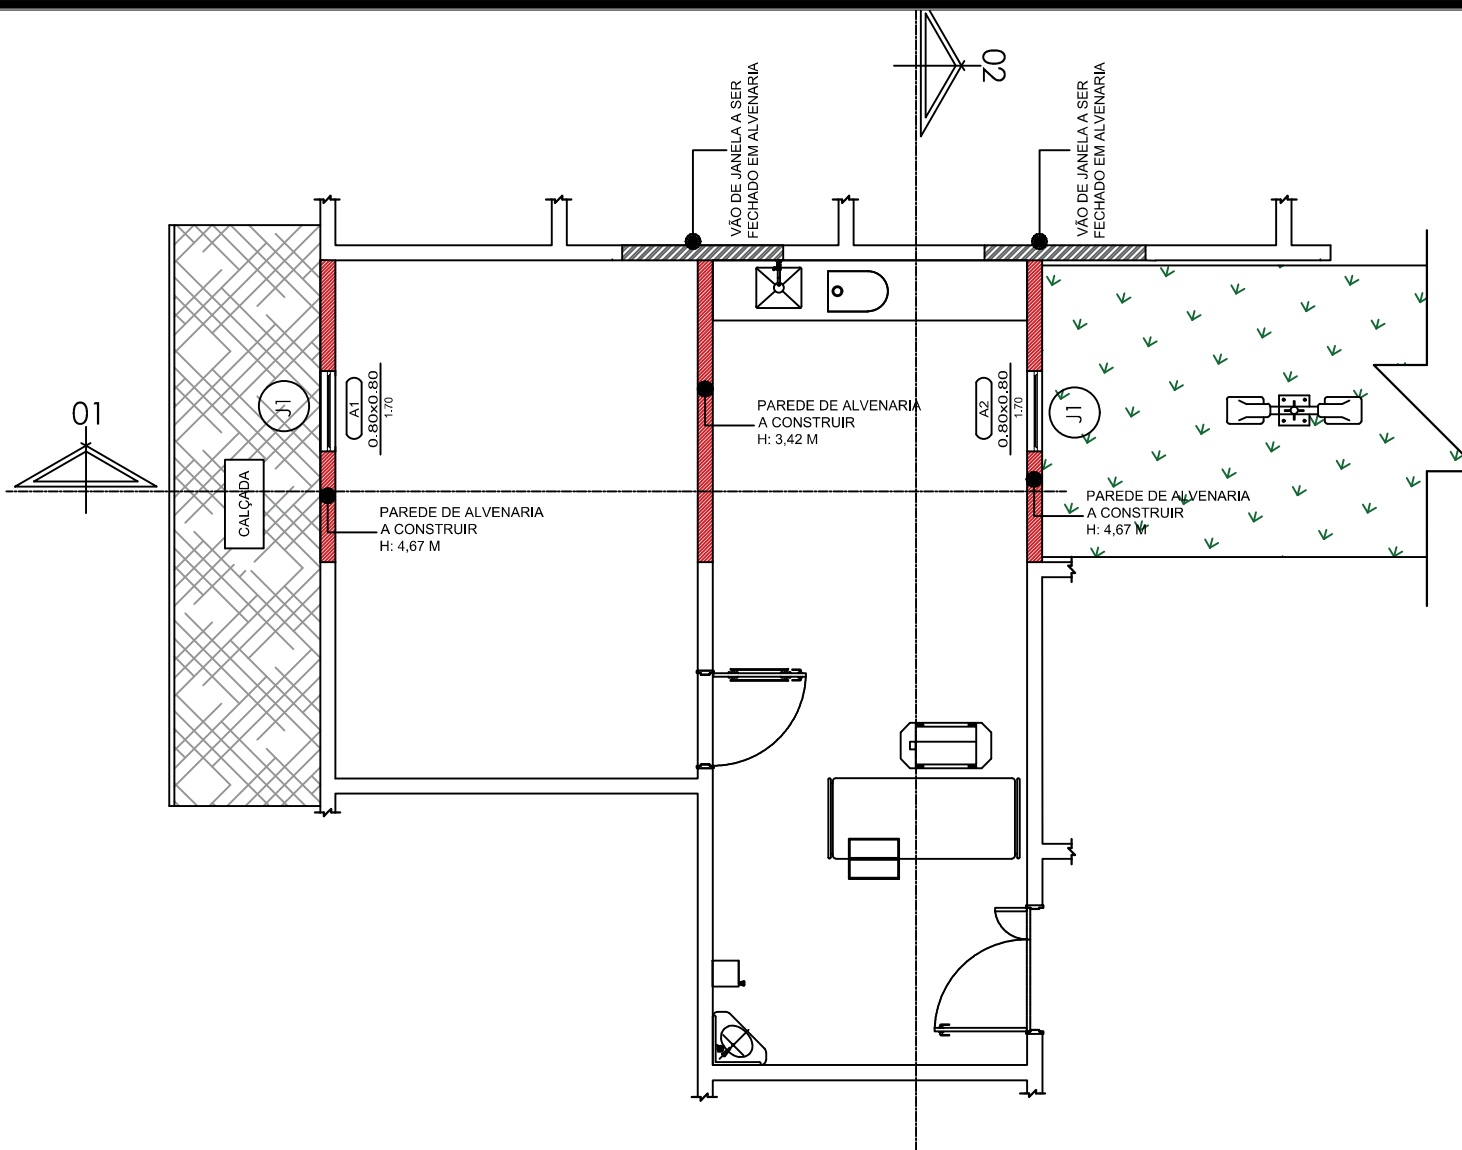 02
VÃO DE JANELA A SER
FECHADO EM ALVENARIA
VÃO DE JANELA A SER
FECHADO EM ALVENARIA
01
J1
A1
0.80x0.80
1.70
PAREDE DE ALVENARIA
A CONSTRUIR
H: 3,42 M
A2
0.80x0.80
1.70
J1
CALÇADA
PAREDE DE ALVENARIA
A CONSTRUIR
H: 4,67 M
PAREDE DE ALVENARIA
A CONSTRUIR
H: 4,67 M